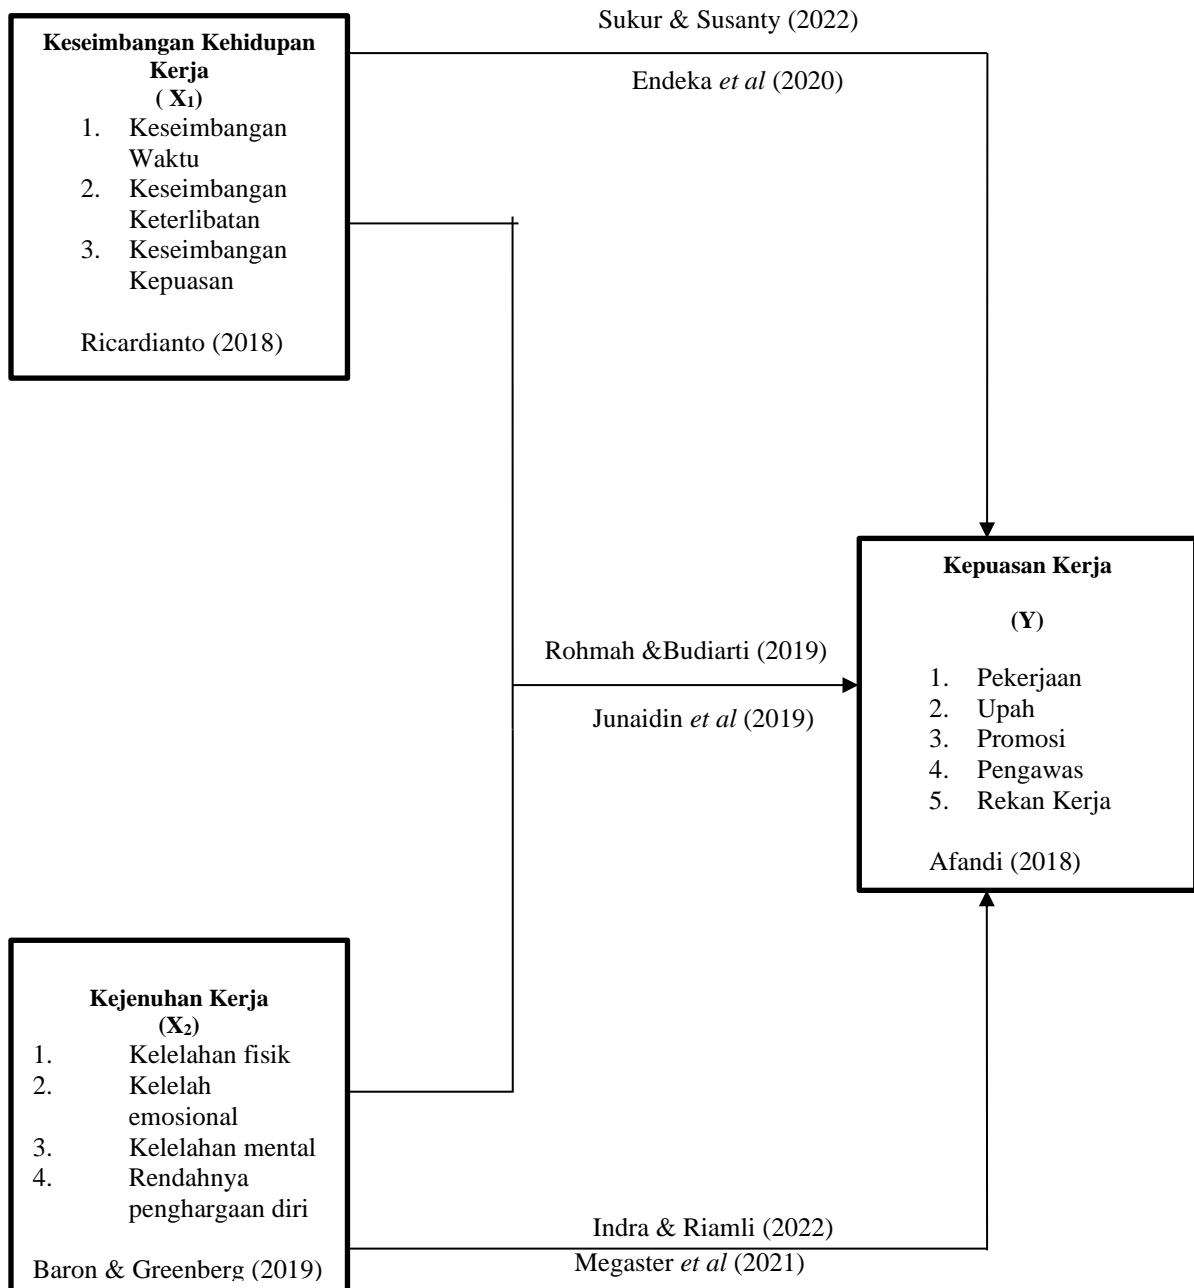 Sukur & Susanty (2022)
Keseimbangan Kehidupan
Kerja
( X1)
1. Keseimbangan
Waktu
2. Keseimbangan
Keterlibatan
3. Keseimbangan
Kepuasan
Ricardianto (2018)
Endeka et al (2020)
Rohmah &Budiarti (2019)
Junaidin et al (2019)
Kepuasan Kerja
(Y)
1. Pekerjaan
2. Upah
3. Promosi
4. Pengawas
5. Rekan Kerja
Afandi (2018)
Kejenuhan Kerja
(X2)
1. Kelelahan fisik
2. Kelelah
emosional
3. Kelelahan mental
4. Rendahnya
penghargaan diri
Baron & Greenberg (2019)
Indra & Riamli (2022)
Megaster et al (2021)